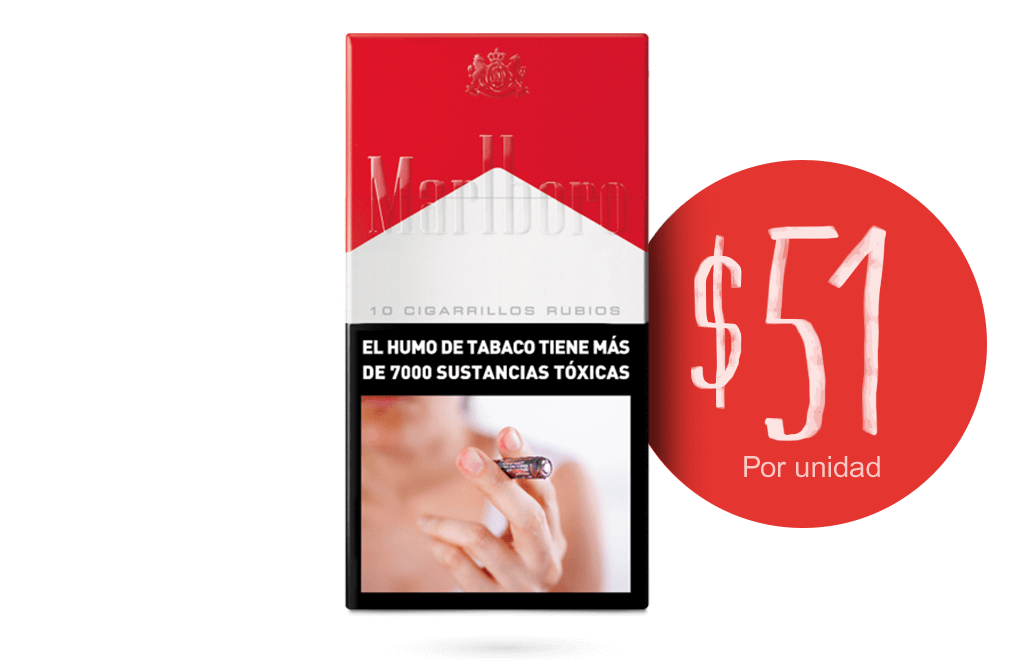 Marlboro
10 CIGARRILLOS RUBIOS
EL HUMO DE TABACO TIENE MÁS
DE 7000 SUSTANCIAS TÓXICAS
$51
Por unidad